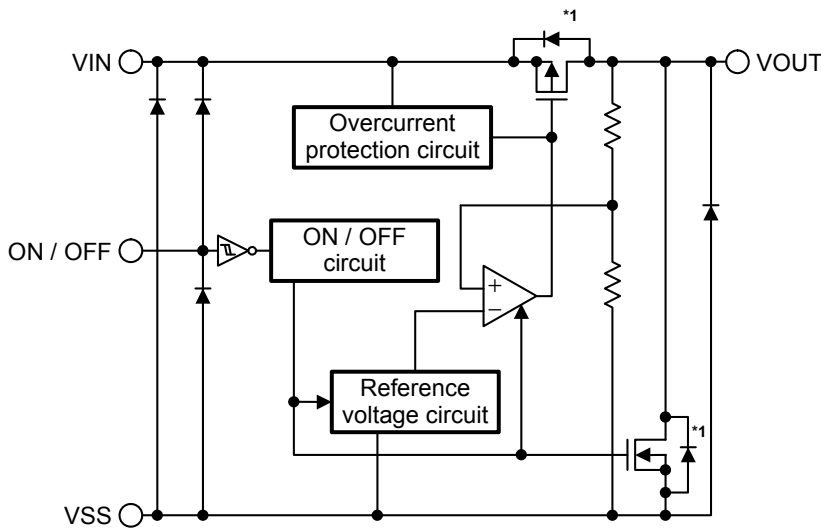 *1
VIN
VOUT
Overcurrent
protection circuit
ON / OFF
ON / OFF
circuit
+
−
Reference
voltage circuit
*1
VSS